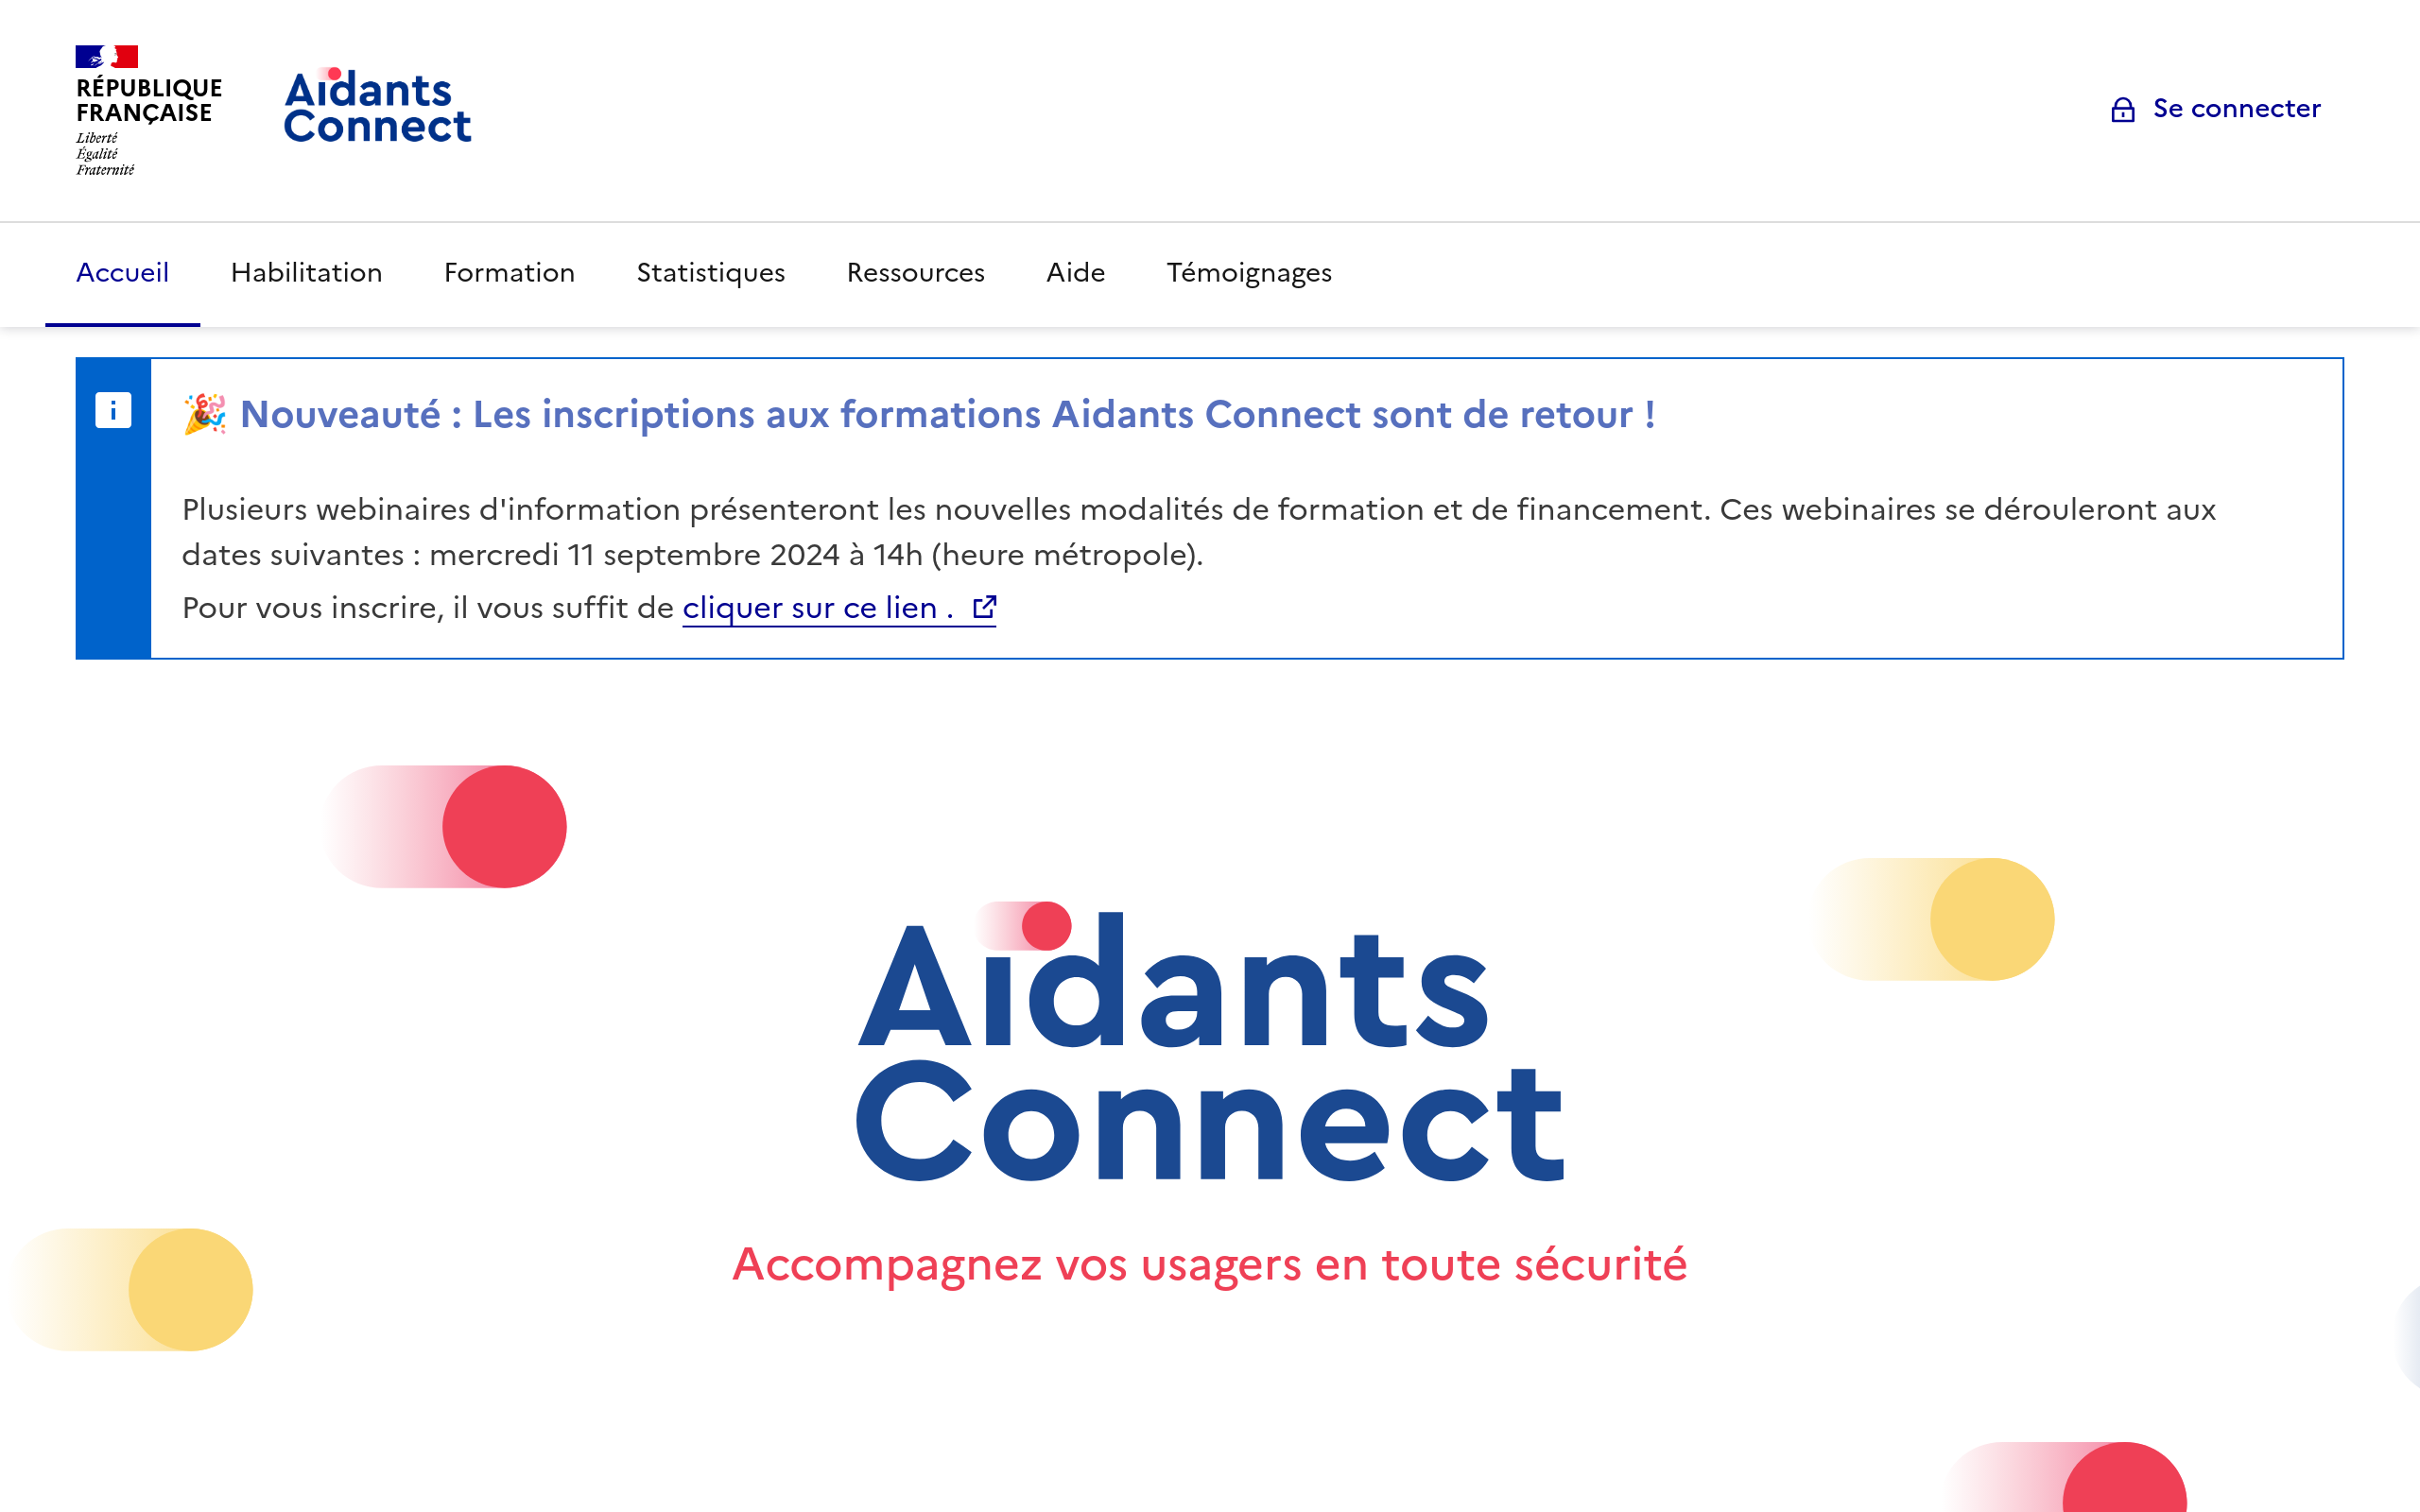 RÉPUBLIQUE
FRANÇAISE
Liberté
Égalité
Fraternité
Aidants
Connect
Se connecter
Accueil Habilitation Formation Statistiques Ressources Aide Témoignages
🎉 Nouveauté : Les inscriptions aux formations Aidants Connect sont de retour !
Plusieurs webinaires d'information présenteront les nouvelles modalités de formation et de financement. Ces webinaires se dérouleront aux
dates suivantes : mercredi 11 septembre 2024 à 14h (heure métropole).
Pour vous inscrire, il vous suffit de cliquer sur ce lien .
Aidants
Connect
Accompagnez vos usagers en toute sécurité